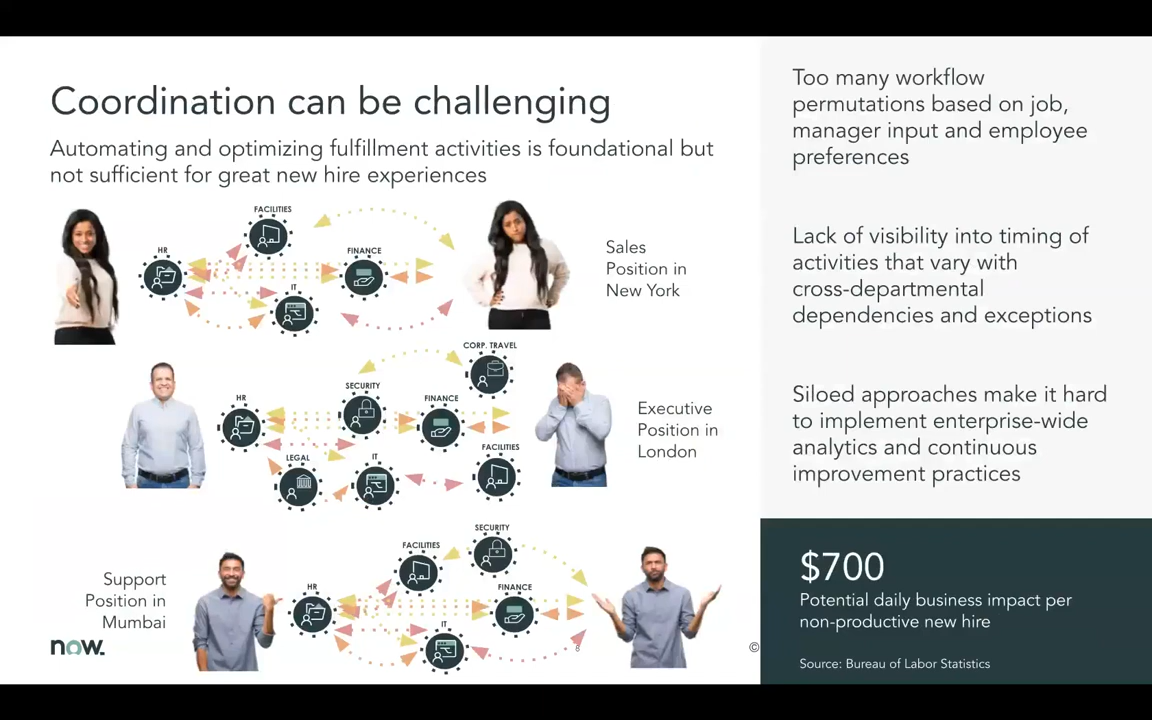 Coordination can be challenging
Automating and optimizing fulfillment activities is foundational but
not sufficient for great new hire experiences
FACILITIES
HR
FINANCE
IT
Sales
Position in
New York
CORP. TRAVEL
SECURITY
HR
FINANCE
LEGAL
IT
FACILITIES
Executive
Position in
London
SECURITY
FACILITIES
HR
FINANCE
IT
Support
Position in
Mumbai
now.
8
©
Too many workflow
permutations based on job,
manager input and employee
preferences
Lack of visibility into timing of
activities that vary with
cross-departmental
dependencies and exceptions
Siloed approaches make it hard
to implement enterprise-wide
analytics and continuous
improvement practices
$700
Potential daily business impact per
non-productive new hire
Source: Bureau of Labor Statistics